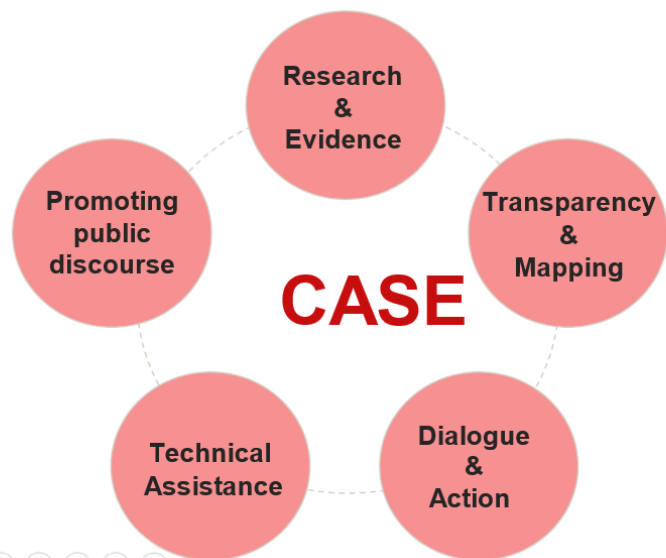 Research
&
Evidence
Promoting
public
discourse
Transparency
&
Mapping
CASE
Technical
Assistance
Dialogue
&
Action